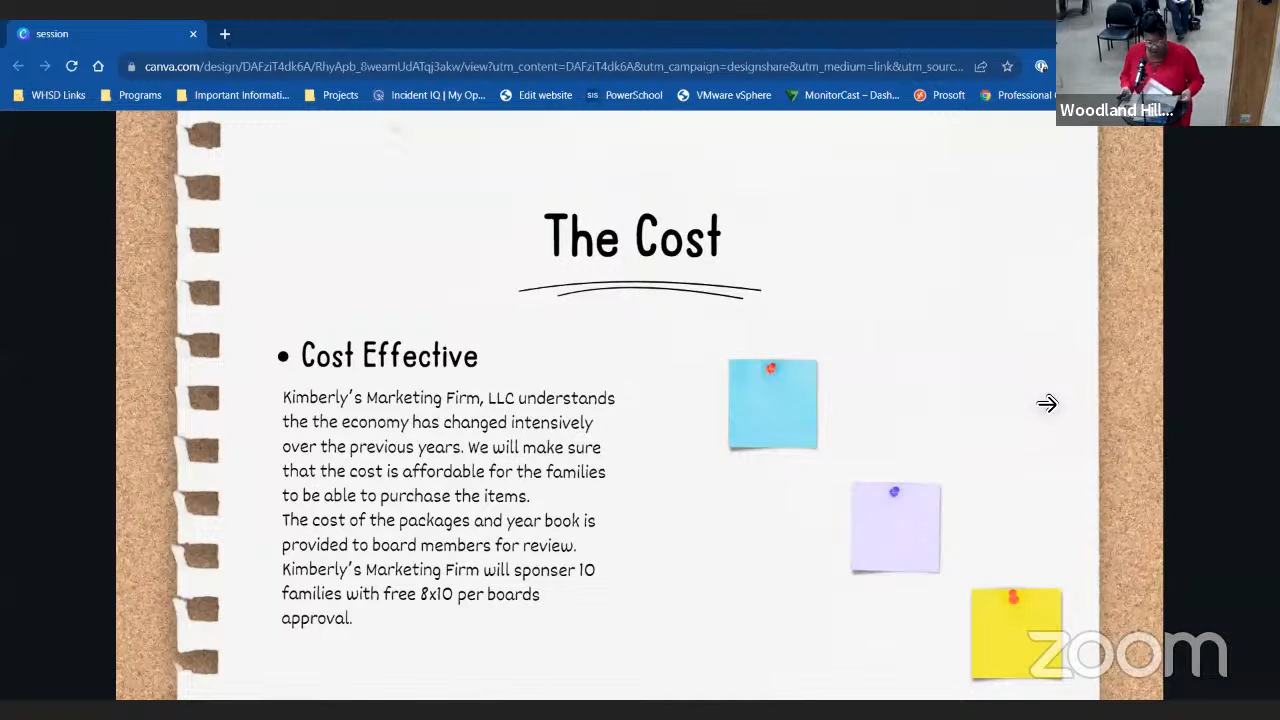 session
canva.com/design/DAFziT4dk6A/RhyApb_8weamUdATqj3akw/view?utm_content=DAFziT4dk6A&utm_campaign=designshare&utm_medium=link&utm_sourc...
WHSD Links Programs Important Informati... Projects Incident IQ | My Op... Edit website SIS PowerSchool VMware vSphere MonitorCast – Dash... Prosoft Professional
Woodland Hill...
The Cost
• Cost Effective
Kimberly's Marketing Firm, LLC understands
the the economy has changed intensively
over the previous years. We will make sure
that the cost is affordable for the families
to be able to purchase the items.
The cost of the packages and year book is
provided to board members for review.
Kimberly's Marketing Firm will sponser 10
families with free 8x10 per boards
approval.
zoom